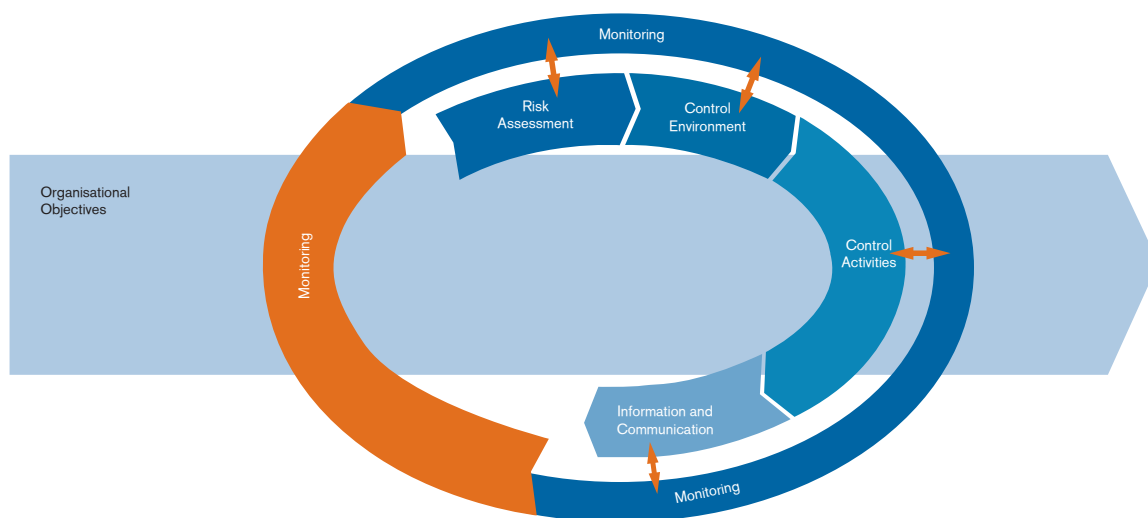 Monitoring
Risk
Assessment
Control
Environment
Organisational
Objectives
Monitoring
Control
Activities
Information and
Communication
Monitoring